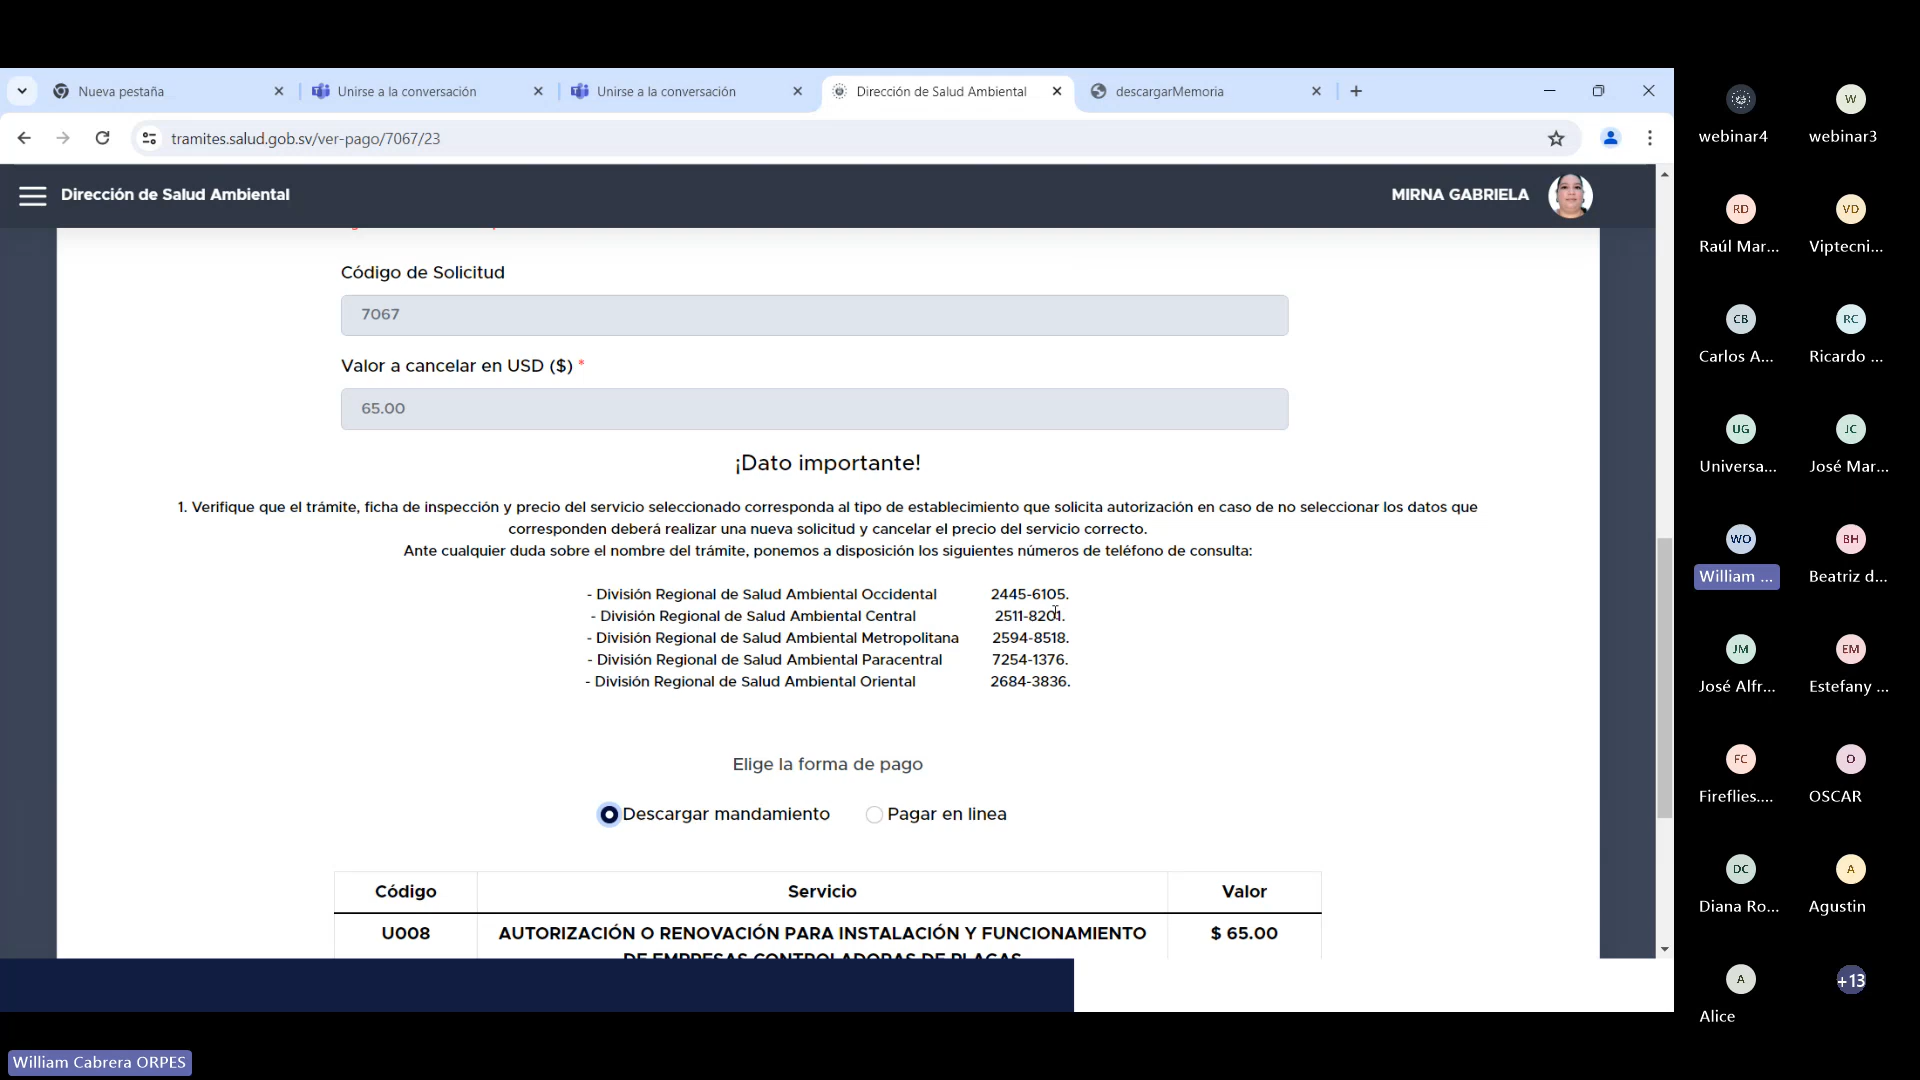 Nueva pestaña
Unirse a la conversación
Unirse a la conversación
Dirección de Salud Ambiental
descargarMemoria
tramites.salud.gob.sv/ver-pago/7067/23
Dirección de Salud Ambiental
MIRNA GABRIELA
Código de Solicitud
7067
Valor a cancelar en USD ($) *
65.00
¡Dato importante!
1. Verifique que el trámite, ficha de inspección y precio del servicio seleccionado corresponda al tipo de establecimiento que solicita autorización en caso de no seleccionar los datos que
corresponden deberá realizar una nueva solicitud y cancelar el precio del servicio correcto.
Ante cualquier duda sobre el nombre del trámite, ponemos a disposición los siguientes números de teléfono de consulta:
- División Regional de Salud Ambiental Occidental 2445-6105.
- División Regional de Salud Ambiental Central 2511-8201.
- División Regional de Salud Ambiental Metropolitana 2594-8518.
- División Regional de Salud Ambiental Paracentral 7254-1376.
- División Regional de Salud Ambiental Oriental 2684-3836.
Elige la forma de pago
Descargar mandamiento Pagar en linea
Código Servicio Valor
U008 AUTORIZACIÓN O RENOVACIÓN PARA INSTALACIÓN Y FUNCIONAMIENTO $ 65.00
DE EMPRESAS CONTROLADORAS DE PLAGAS
webinar4
W
webinar3
RD
Raúl Mar...
VD
Viptecni...
CB
Carlos A...
RC
Ricardo ...
UG
Universa...
JC
José Mar...
WO
William ...
BH
Beatriz d...
JM
José Alfr...
EM
Estefany ...
FC
Fireflies....
O
OSCAR
DC
Diana Ro...
A
Agustin
A
Alice
+13
William Cabrera ORPES